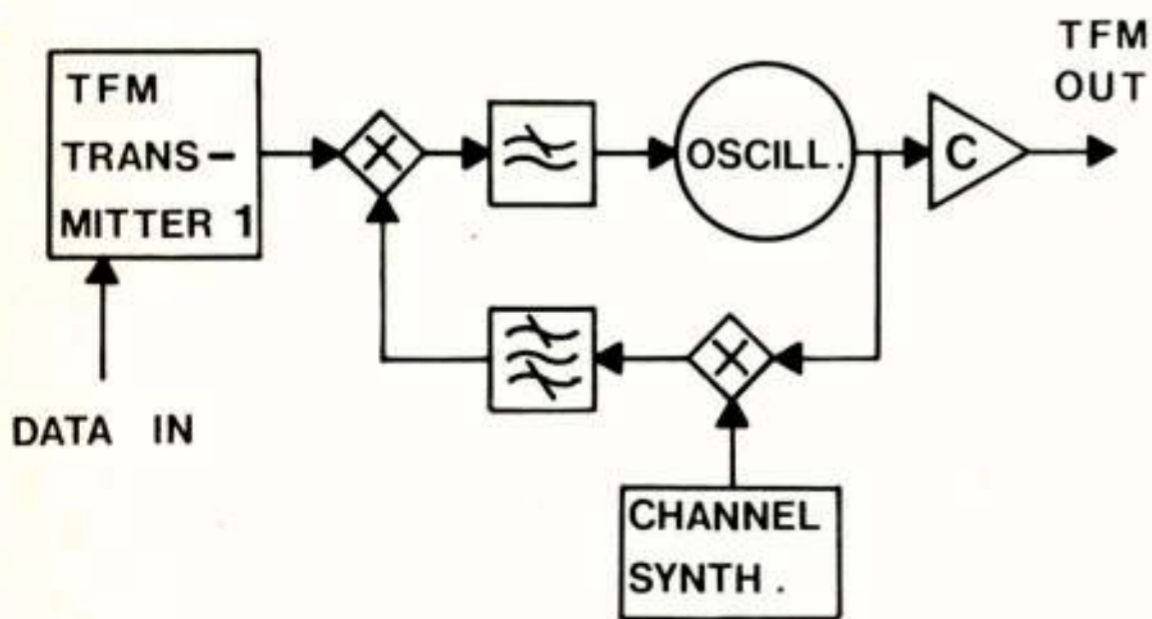 TFM
TRANS-
MITTER 1
OSCILL.
C
TFM
OUT
DATA IN
CHANNEL
SYNTH.